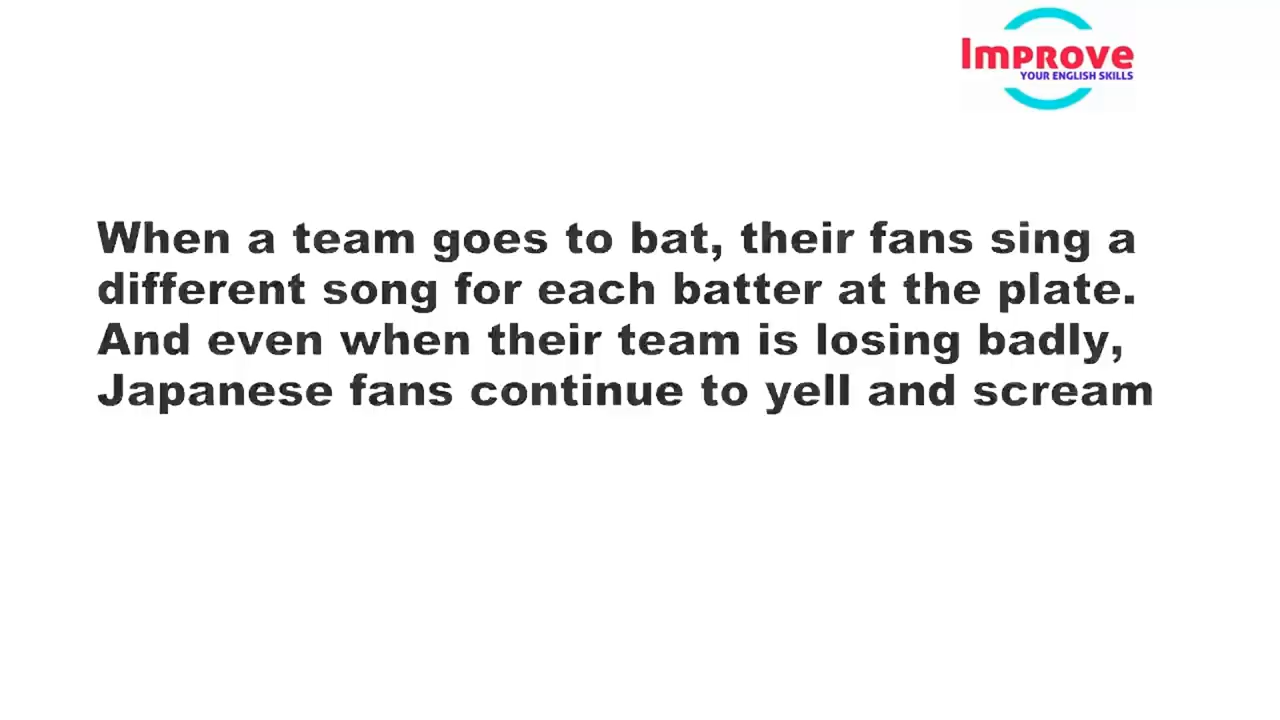 Improve
YOUR ENGLISH SKILLS
When a team goes to bat, their fans sing a
different song for each batter at the plate.
And even when their team is losing badly,
Japanese fans continue to yell and scream